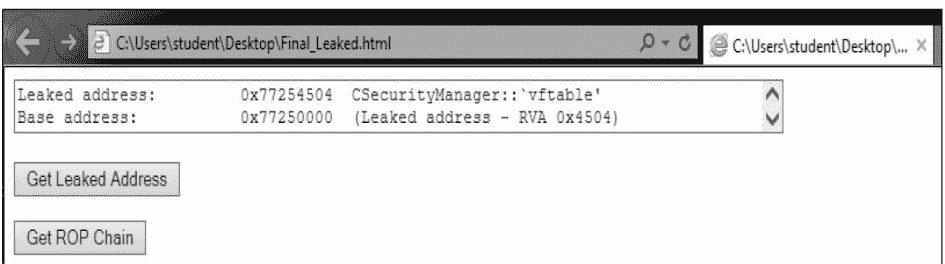 C:\Users\student\Desktop\Final_Leaked.html
C:\Users\student\Desktop\...
Leaked address: 0x77254504 CSecurityManager::`vftable'
Base address: 0x77250000 (Leaked address - RVA 0x4504)
Get Leaked Address
Get ROP Chain